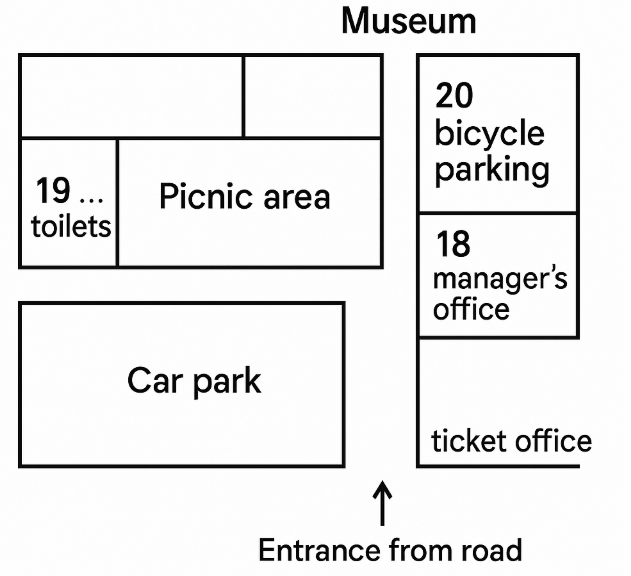 Museum
20
bicycle
parking
19 ...
toilets
Picnic area
18
manager's
office
Car park
ticket office
Entrance from road